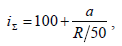 i_Σ = 100 + a / (R/50) ,